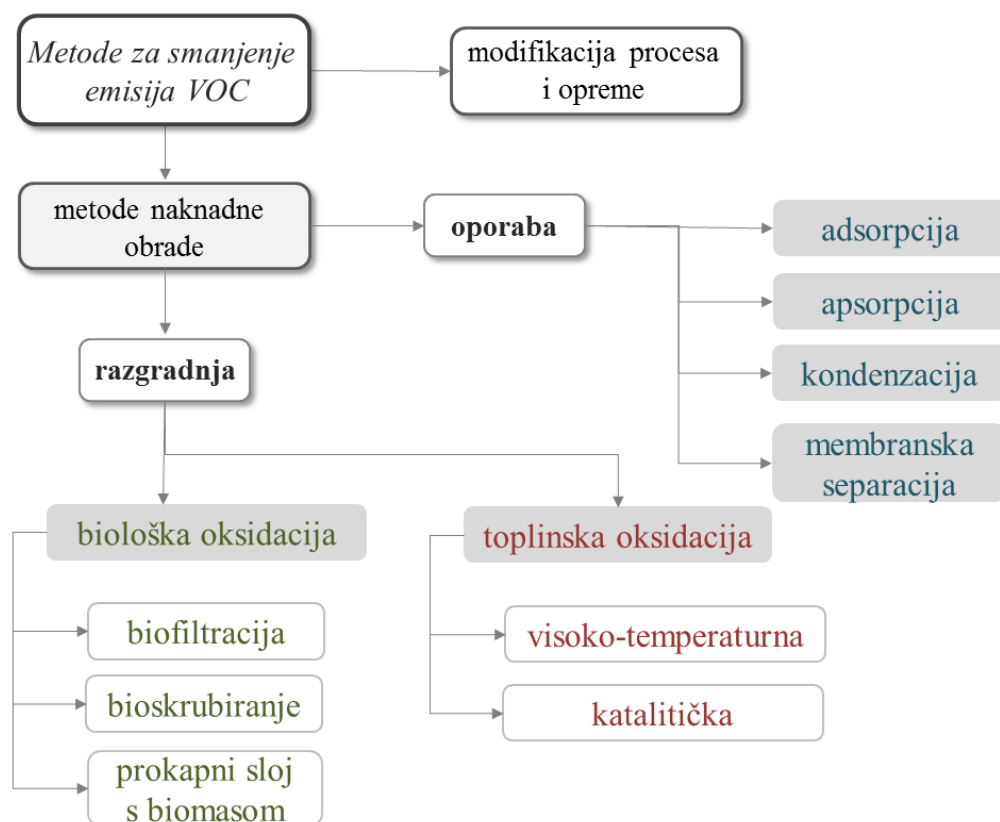 Metode za smanjenje
emisija VOC
modifikacija procesa
i opreme
metode naknadne
obrade
oporaba
adsorpcija
apsorpcija
kondenzacija
membranska
separacija
razgradnja
biološka oksidacija
toplinska oksidacija
biofiltracija
bioskrubiranje
prokapni sloj
s biomasom
visoko-temperaturna
katalitička